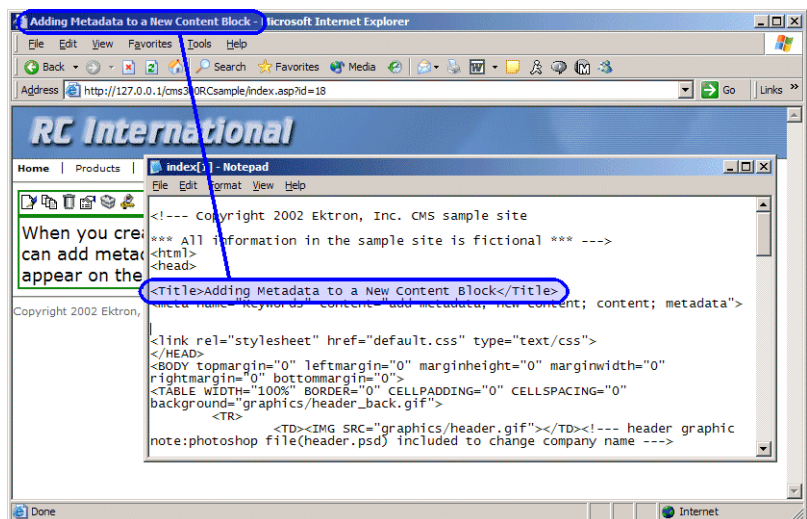 Adding Metadata to a New Content Block - Microsoft Internet Explorer
File Edit View Favorites Tools Help
Back Search Favorites Media
Address http://127.0.0.1/cms300RCsample/index.asp?id=18 Go Links »
RC International
Home | Products |
index[1] - Notepad
File Edit Format View Help
When you
can add
appear on the
Copyright 2002 Ektron,
<!--- Copyright 2002 Ektron, Inc. CMS sample site
*** All information in the sample site is fictional *** --->
<html>
<head>
<Title>Adding Metadata to a New Content Block</Title>
<meta name="keywords" content="add metadata; new content; content; metadata">
<link rel="stylesheet" href="default.css" type="text/css">
</HEAD>
<BODY topmargin="0" leftmargin="0" marginheight="0" marginwidth="0"
rightmargin="0" bottommargin="0">
<TABLE WIDTH="100%" BORDER="0" CELLPADDING="0" CELLSPACING="0"
background="graphics/header_back.gif">
<TR>
<TD><IMG SRC="graphics/header.gif"></TD><!--- header graphic
note:photoshop file(header.psd) included to change company name --->
Done Internet